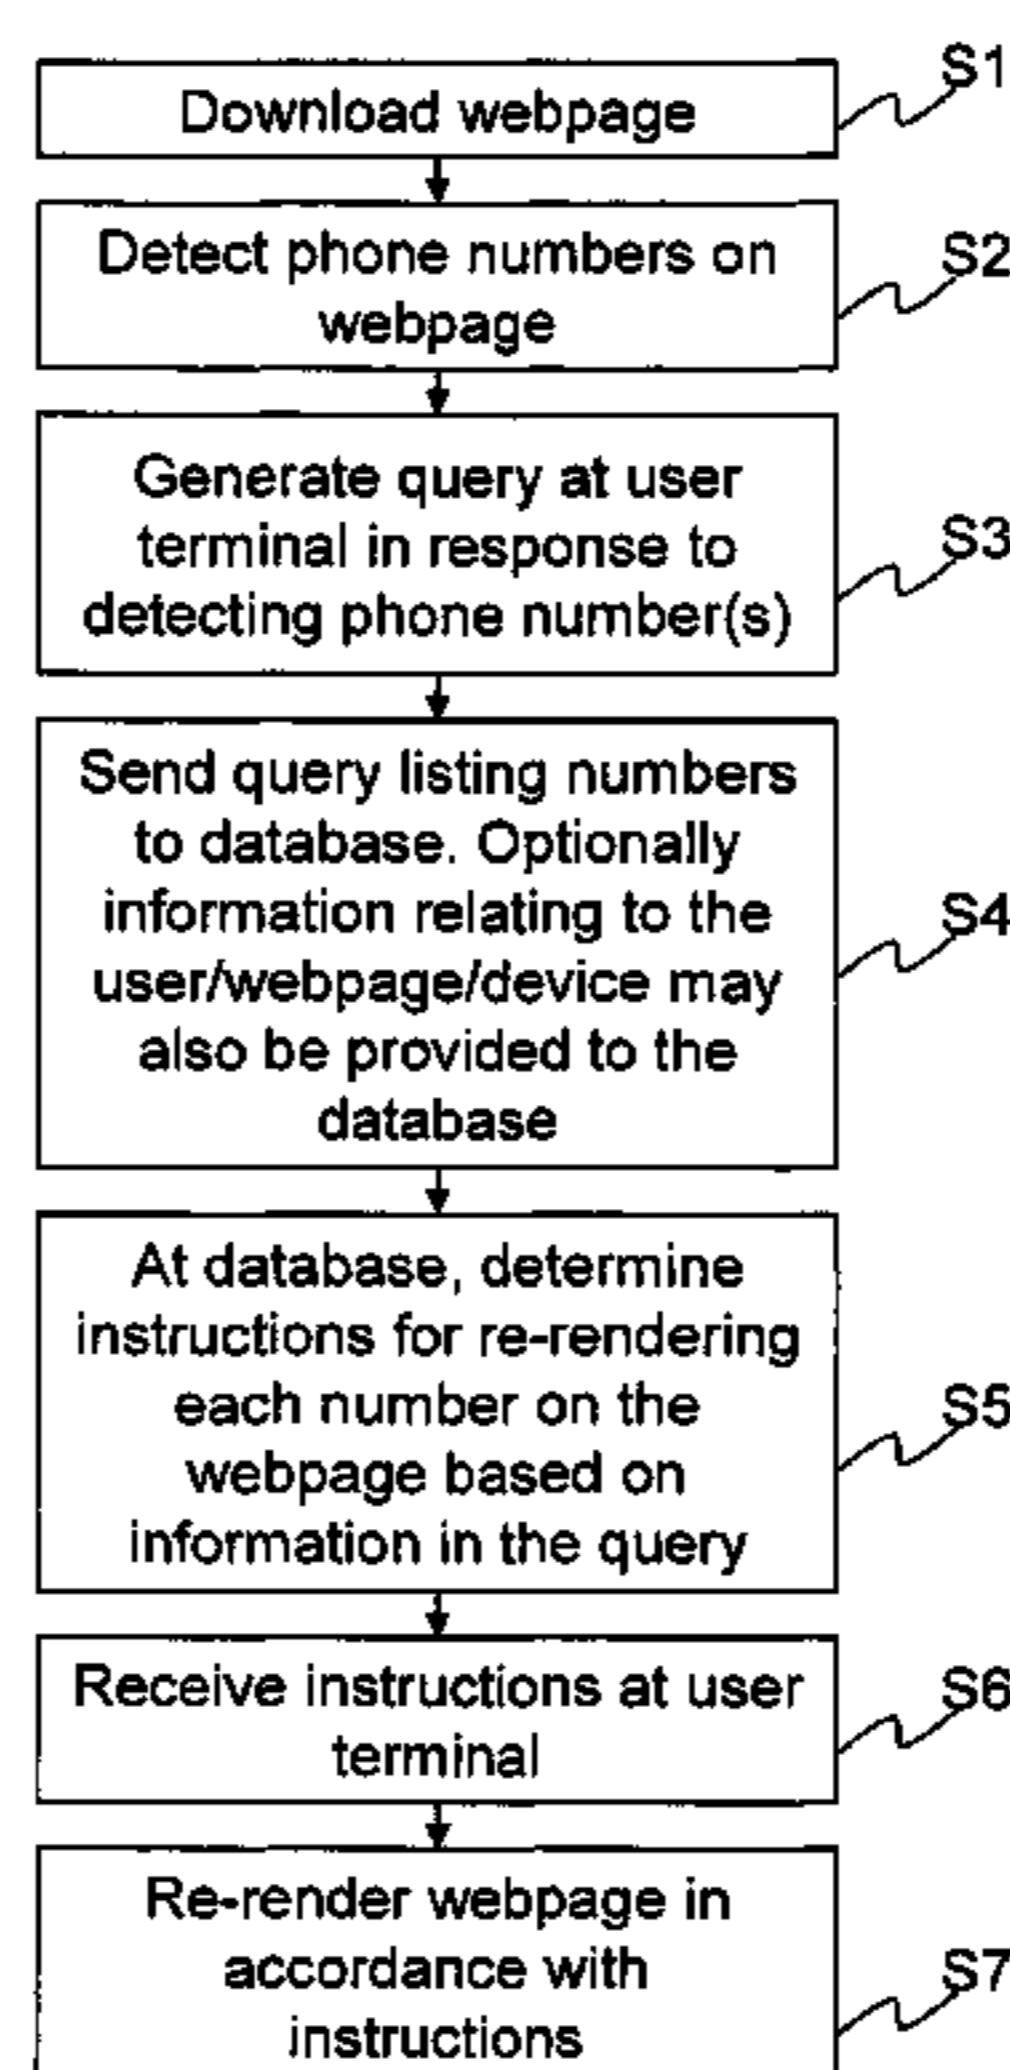 Download webpage
S1
Detect phone numbers on
webpage
S2
Generate query at user
terminal in response to
detecting phone number(s)
S3
Send query listing numbers
to database. Optionally
information relating to the
user/webpage/device may
also be provided to the
database
S4
At database, determine
instructions for re-rendering
each number on the
webpage based on
information in the query
S5
Receive instructions at user
terminal
S6
Re-render webpage in
accordance with
instructions
S7